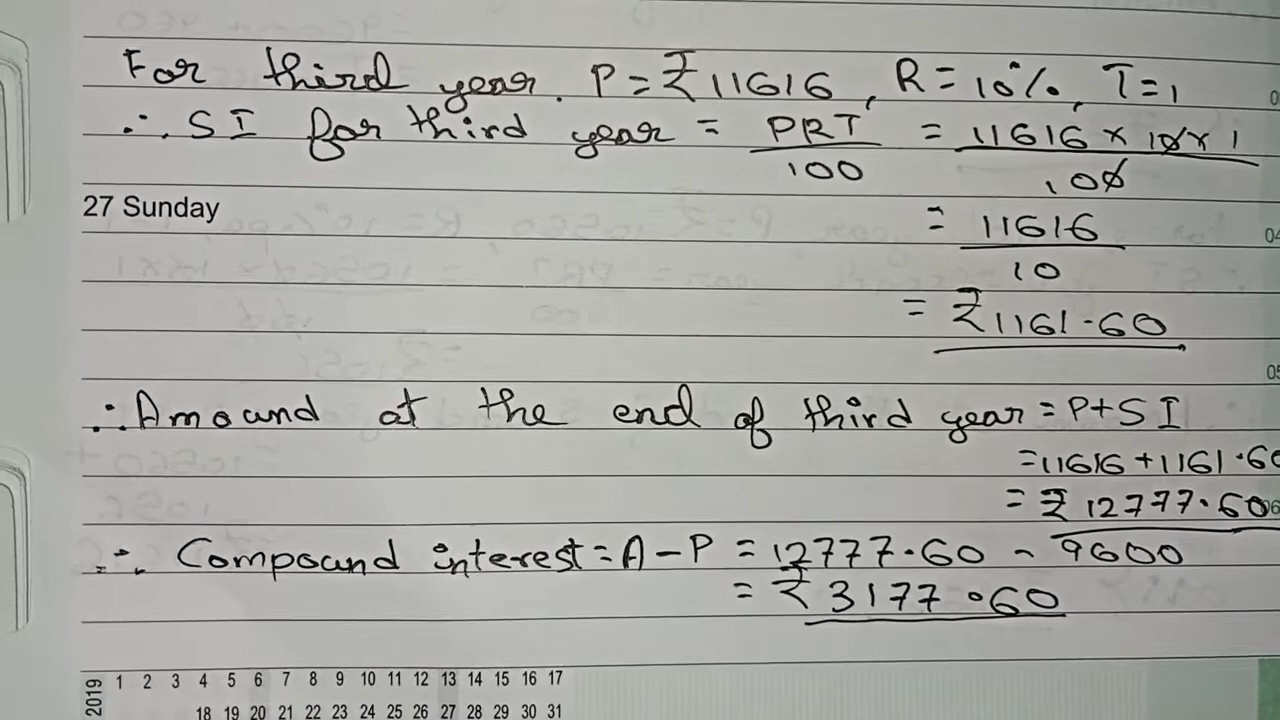 For third year. P = ₹11616, R = 10%, T = 1
∴ SI for third year = PRT/100 = 11616 × 10 × 1/100
27 Sunday
= 11616/10
= ₹1161.60
∴ Amound at the end of third year = P + SI
= 11616 + 1161.60
= ₹12777.60
∴ Compound interest = A − P = 12777.60 − 9600
= ₹3177.60
2019 1 2 3 4 5 6 7 8 9 10 11 12 13 14 15 16 17
18 19 20 21 22 23 24 25 26 27 28 29 30 31